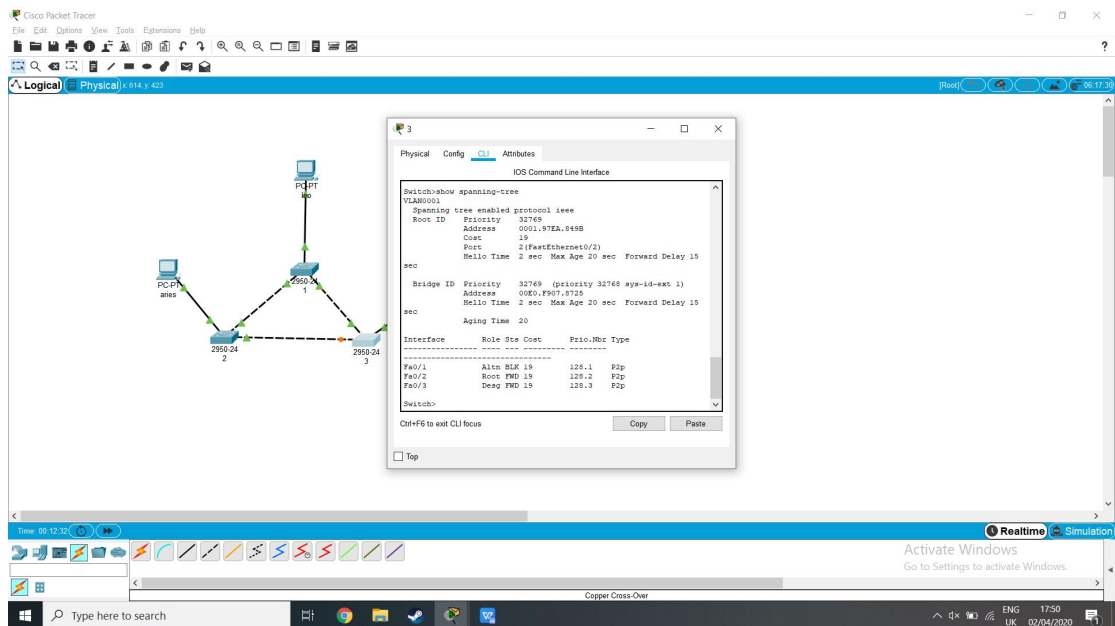 Cisco Packet Tracer
File Edit Options View Tools Extensions Help
?
Logical Physical x: 614, y: 423
[Root]
06:17:30
3
Physical Config CLI Attributes
IOS Command Line Interface
Switch>show spanning-tree
VLAN0001
Spanning tree enabled protocol ieee
Root ID Priority 32769
Address 0001.97EA.849B
Cost 19
Port 2(FastEthernet0/2)
Hello Time 2 sec Max Age 20 sec Forward Delay 15
sec
Bridge ID Priority 32769 (priority 32768 sys-id-ext 1)
Address 00E0.F907.8725
Hello Time 2 sec Max Age 20 sec Forward Delay 15
sec
Aging Time 20
Interface Role Sts Cost Prio.Nbr Type
---------------- ---- --- --------- -------- 
--------------------------------
Fa0/1 Altn BLK 19 128.1 P2p
Fa0/2 Root FWD 19 128.2 P2p
Fa0/3 Desg FWD 19 128.3 P2p
Switch>
Ctrl+F6 to exit CLI focus
Copy Paste
Top
PC-PT
leo
PC-PT
aries
2950-24
1
2950-24
2
2950-24
3
Time: 00:12:32
Realtime Simulation
Activate Windows
Go to Settings to activate Windows.
Copper Cross-Over
Type here to search
ENG
UK
17:50
02/04/2020